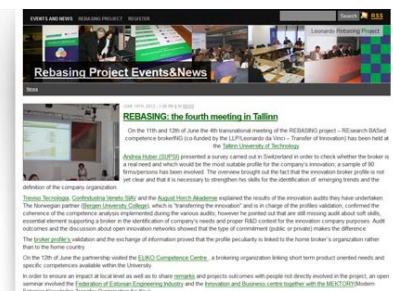 EVENTS AND NEWS REBASING PROJECT REGISTER
Search RSS
Leonardo Rebasing Project
Rebasing Project Events&News
News
REBASING: the fourth meeting in Tallinn
On the 11th and 12th of June the 4th transnational meeting of the REBASING project – REsearch BASed
competence brokerING (co-funded by the LLP/Leonardo da Vinci – Transfer of Innovation) has been held at
the Tallinn University of Technology.
Andrea Huber (SUPSI) presented a survey carried out in Switzerland in order to check whether the broker is
a real need and which would be the most suitable profile for the company's innovation, a sample of 90
firms/persons has been involved. The overview brought out the fact that the innovation broker profile is not
yet clear and that it is necessary to strengthen his skills for the identification of emerging trends and the
definition of the company organization.
Treviso Tecnologia, Confindustria Veneto SIAV and the August Horch Akademie explained the results of the innovation audits they have undertaken.
The Norwegian partner (Bergen University College), which is "transferring the innovation" and is in charge of the profiles validation, confirmed the
coherence of the competence analysis implemented during the various audits; however he pointed out that are still missing audit about soft skills,
essential element supporting a broker in the identification of company's needs and proper R&D context for the innovation company purposes. Audit
outcomes and the discussion about open innovation networks showed that the type of commitment (public or private) makes the difference.
The broker profile's validation and the exchange of information proved that the profile peculiarity is linked to the home broker's organization rather
than to the home country
On the 12th of June the partnership visited the ELIKO Competence Centre , a brokering organization linking short term product oriented needs and
specific competences available within the University.
In order to ensure an impact at local level as well as to share remarks and projects outcomes with people not directly involved in the project, an open
seminar involved the Federation of Estonian Engineering Industry and the Innovation and Business centre together with the MEKTORY(Modern